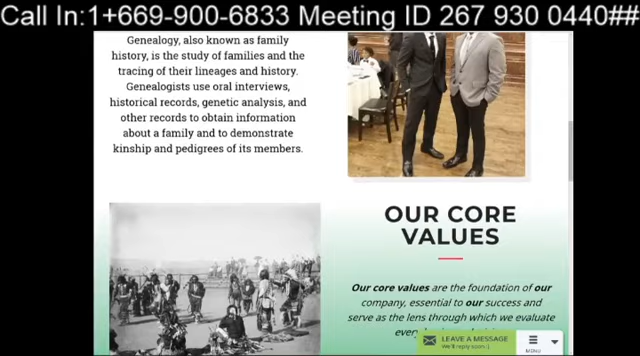 Call In:1+669-900-6833 Meeting ID 267 930 0440##
Genealogy, also known as family
history, is the study of families and the
tracing of their lineages and history.
Genealogists use oral interviews,
historical records, genetic analysis, and
other records to obtain information
about a family and to demonstrate
kinship and pedigrees of its members.
OUR CORE
VALUES
Our core values are the foundation of our
company, essential to our success and
serve as the lens through which we evaluate
LEAVE A MESSAGE
We'll reply soon :)
MENU